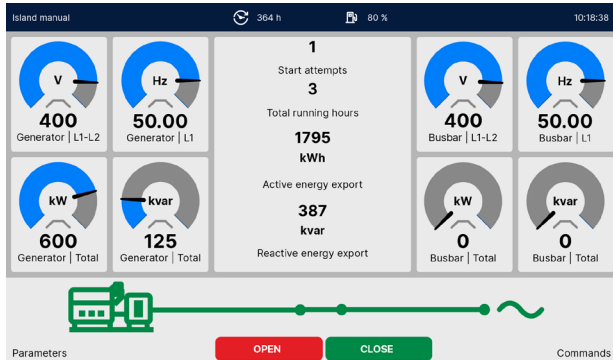 Island manual
364 h
80 %
10:18:38
V
400
Generator | L1-L2
Hz
50.00
Generator | L1
1
Start attempts
3
Total running hours
1795
kWh
Active energy export
387
kvar
Reactive energy export
V
400
Busbar | L1-L2
Hz
50.00
Busbar | L1
kW
600
Generator | Total
kvar
125
Generator | Total
kW
0
Busbar | Total
kvar
0
Busbar | Total
Parameters
OPEN
CLOSE
Commands